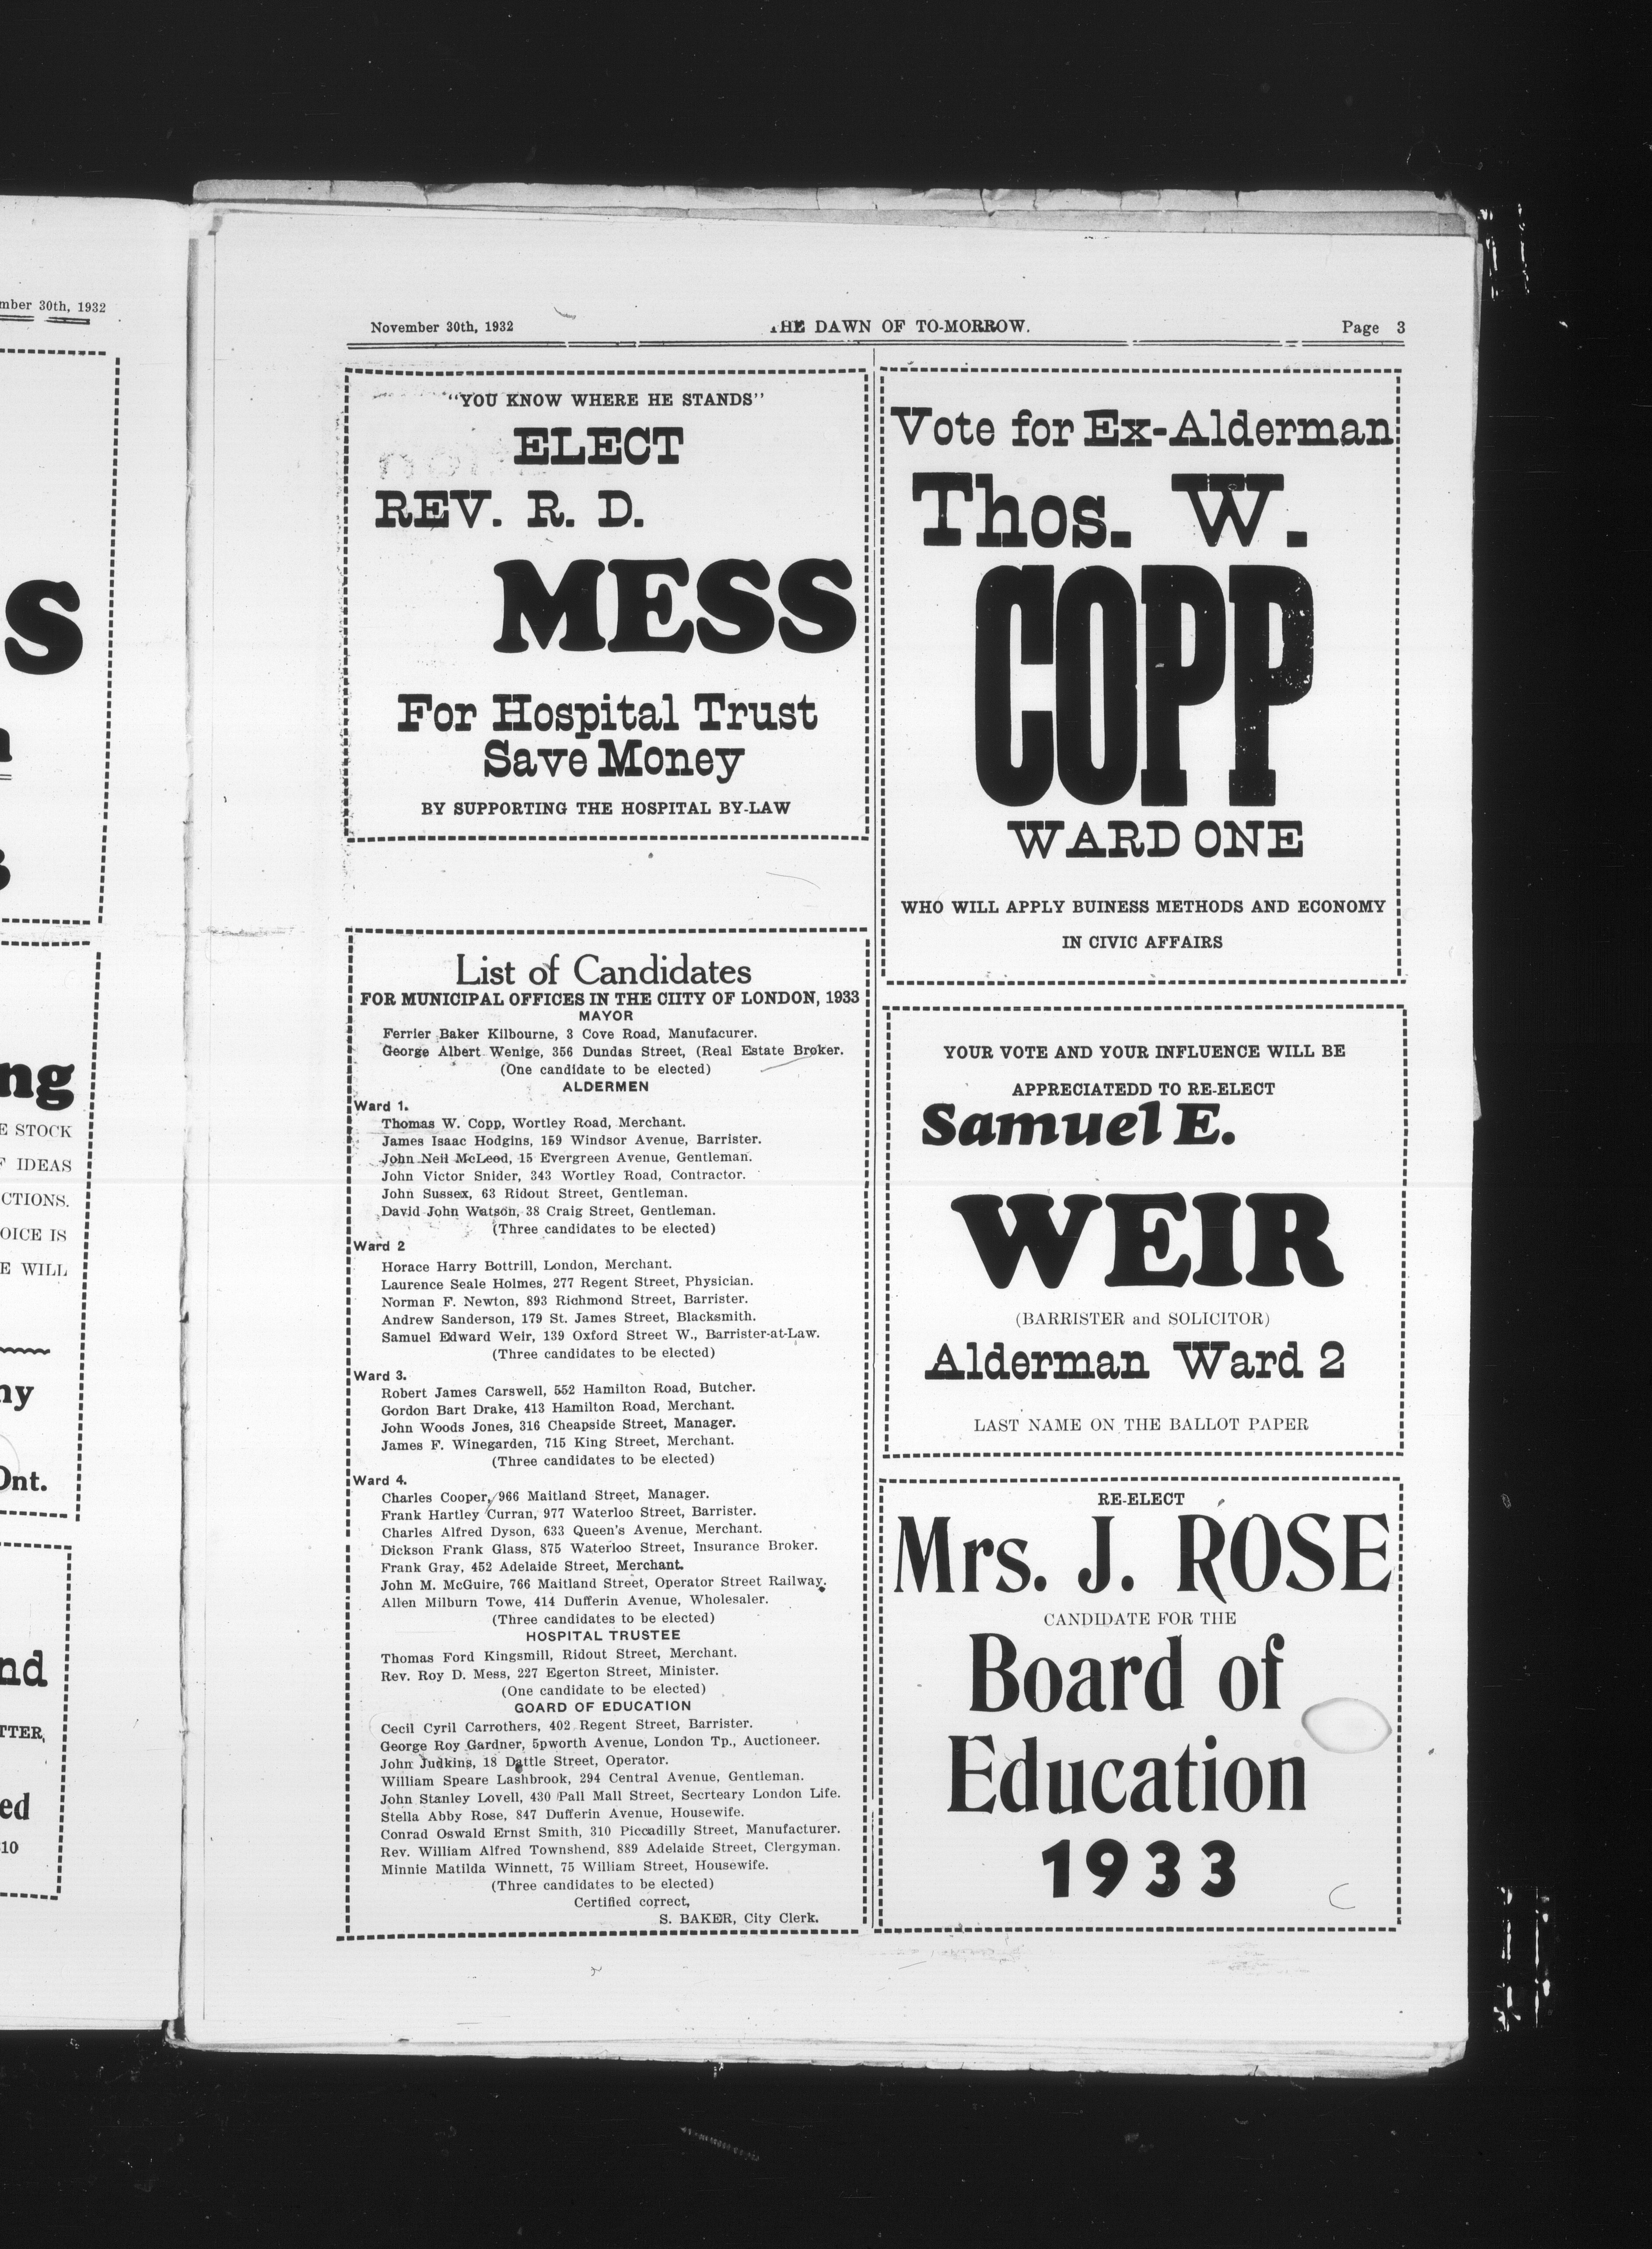 mber 30th, 1932
S
ng
E STOCK
F IDEAS
CTIONS.
OICE IS
E WILL
ny
Ont.
nd
TTER,
ed
10
November 30th, 1932 THE DAWN OF TO-MORROW. Page 3
"YOU KNOW WHERE HE STANDS"
ELECT
REV. R. D.
MESS
For Hospital Trust
Save Money
BY SUPPORTING THE HOSPITAL BY-LAW
List of Candidates
FOR MUNICIPAL OFFICES IN THE CIITY OF LONDON, 1933
MAYOR
Ferrier Baker Kilbourne, 3 Cove Road, Manufacurer.
George Albert Wenige, 356 Dundas Street, (Real Estate Broker.
(One candidate to be elected)
ALDERMEN
Ward 1.
Thomas W. Copp, Wortley Road, Merchant.
James Isaac Hodgins, 159 Windsor Avenue, Barrister.
John Neil McLeod, 15 Evergreen Avenue, Gentleman.
John Victor Snider, 343 Wortley Road, Contractor.
John Sussex, 63 Ridout Street, Gentleman.
David John Watson, 38 Craig Street, Gentleman.
(Three candidates to be elected)
Ward 2
Horace Harry Bottrill, London, Merchant.
Laurence Seale Holmes, 277 Regent Street, Physician.
Norman F. Newton, 893 Richmond Street, Barrister.
Andrew Sanderson, 179 St. James Street, Blacksmith.
Samuel Edward Weir, 139 Oxford Street W., Barrister-at-Law.
(Three candidates to be elected)
Ward 3.
Robert James Carswell, 552 Hamilton Road, Butcher.
Gordon Bart Drake, 413 Hamilton Road, Merchant.
John Woods Jones, 316 Cheapside Street, Manager.
James F. Winegarden, 715 King Street, Merchant.
(Three candidates to be elected)
Ward 4.
Charles Cooper, 966 Maitland Street, Manager.
Frank Hartley Curran, 977 Waterloo Street, Barrister.
Charles Alfred Dyson, 633 Queen's Avenue, Merchant.
Dickson Frank Glass, 875 Waterloo Street, Insurance Broker.
Frank Gray, 452 Adelaide Street, Merchant.
John M. McGuire, 766 Maitland Street, Operator Street Railway.
Allen Milburn Towe, 414 Dufferin Avenue, Wholesaler.
(Three candidates to be elected)
HOSPITAL TRUSTEE
Thomas Ford Kingsmill, Ridout Street, Merchant.
Rev. Roy D. Mess, 227 Egerton Street, Minister.
(One candidate to be elected)
GOARD OF EDUCATION
Cecil Cyril Carrothers, 402 Regent Street, Barrister.
George Roy Gardner, 5pworth Avenue, London Tp., Auctioneer.
John Judkins, 18 Dattle Street, Operator.
William Speare Lashbrook, 294 Central Avenue, Gentleman.
John Stanley Lovell, 430 Pall Mall Street, Secrteary London Life.
Stella Abby Rose, 847 Dufferin Avenue, Housewife.
Conrad Oswald Ernst Smith, 310 Piccadilly Street, Manufacturer.
Rev. William Alfred Townshend, 889 Adelaide Street, Clergyman.
Minnie Matilda Winnett, 75 William Street, Housewife.
(Three candidates to be elected)
Certified correct,
S. BAKER, City Clerk.
Vote for Ex-Alderman
Thos. W.
COPP
WARD ONE
WHO WILL APPLY BUINESS METHODS AND ECONOMY
IN CIVIC AFFAIRS
YOUR VOTE AND YOUR INFLUENCE WILL BE
APPRECIATEDD TO RE-ELECT
Samuel E.
WEIR
(BARRISTER and SOLICITOR)
Alderman Ward 2
LAST NAME ON THE BALLOT PAPER
RE-ELECT
Mrs. J. ROSE
CANDIDATE FOR THE
Board of
Education
1933